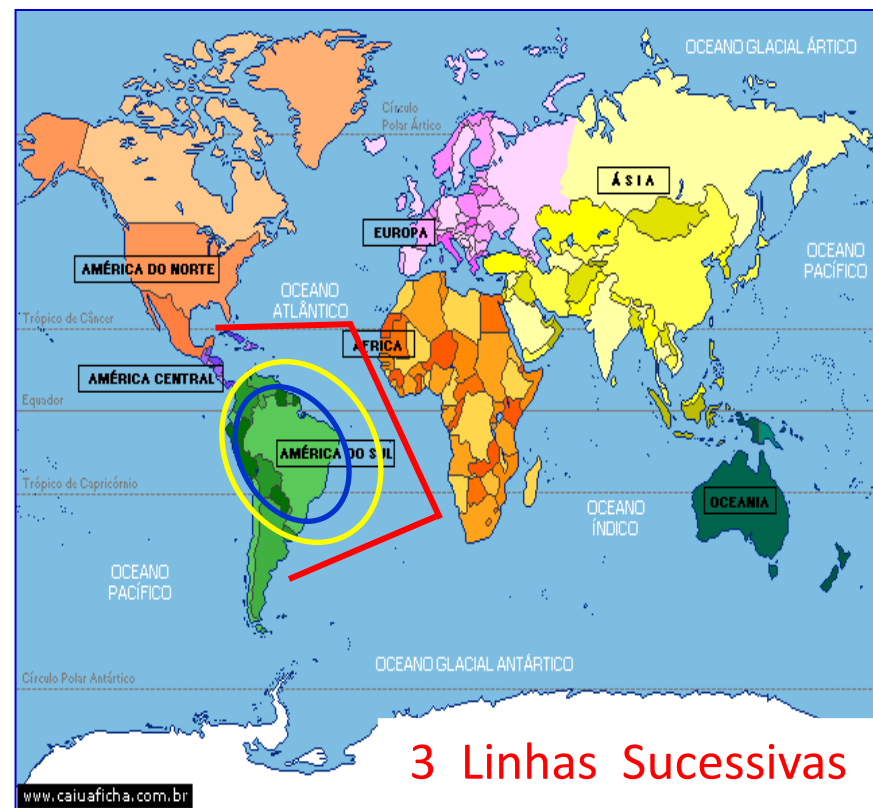 OCEANO GLACIAL ÁRTICO
Círculo
Polar Ártico
ÁSIA
EUROPA
OCEANO
PACÍFICO
AMÉRICA DO NORTE
OCEANO
ATLÂNTICO
Trópico de Câncer
ÁFRICA
AMÉRICA CENTRAL
Equador
AMÉRICA DO SUL
Trópico de Capricórnio
OCEANIA
OCEANO
ÍNDICO
OCEANO
PACÍFICO
OCEANO GLACIAL ANTÁRTICO
Círculo Polar Antártico
3 Linhas Sucessivas
www.caiuaficha.com.br